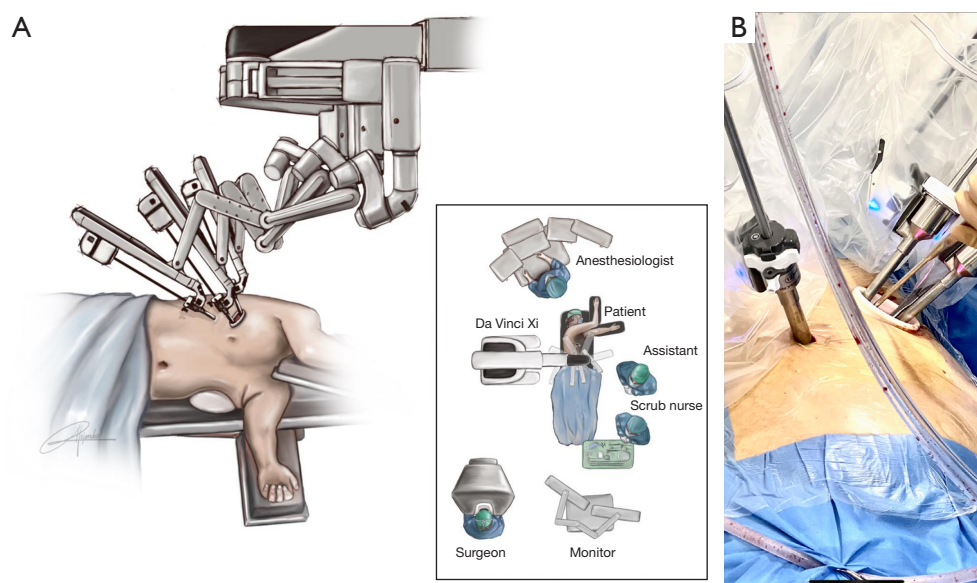 A
B
Anesthesiologist
Patient
Da Vinci Xi
Assistant
Scrub nurse
Surgeon
Monitor